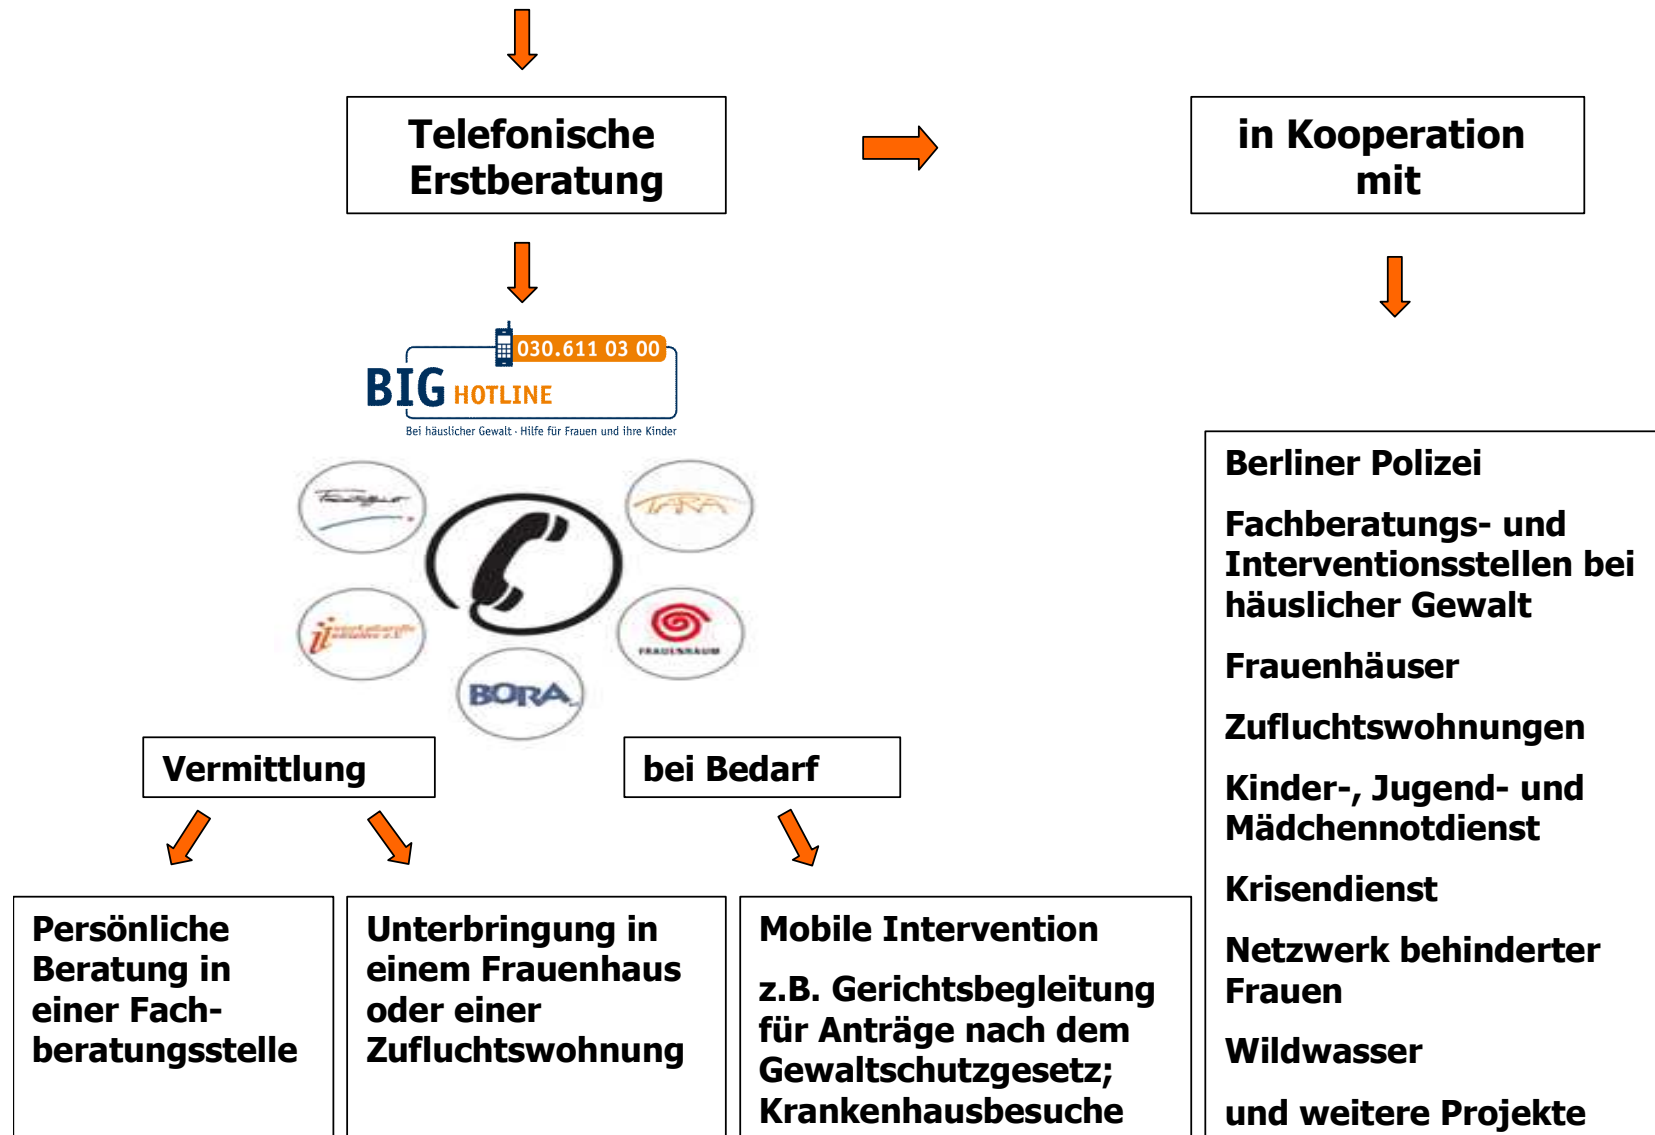 Telefonische
Erstberatung
in Kooperation
mit
030.611 03 00
BIG HOTLINE
Bei häuslicher Gewalt · Hilfe für Frauen und ihre Kinder
TARA
FRAUENRAUM
BORA
Vermittlung
bei Bedarf
Persönliche
Beratung in
einer Fach-
beratungsstelle
Unterbringung in
einem Frauenhaus
oder einer
Zufluchtswohnung
Mobile Intervention
z.B. Gerichtsbegleitung
für Anträge nach dem
Gewaltschutzgesetz;
Krankenhausbesuche
Berliner Polizei
Fachberatungs- und
Interventionsstellen bei
häuslicher Gewalt
Frauenhäuser
Zufluchtswohnungen
Kinder-, Jugend- und
Mädchennotdienst
Krisendienst
Netzwerk behinderter
Frauen
Wildwasser
und weitere Projekte